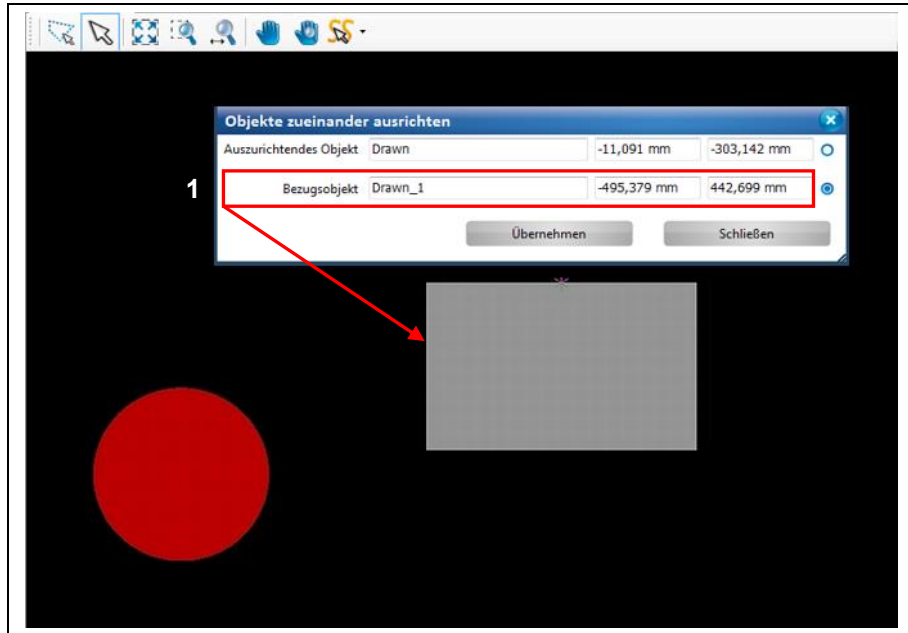 Objekte zueinander ausrichten
Auszurichtendes Objekt Drawn -11,091 mm -303,142 mm
1 Bezugsobjekt Drawn_1 -495,379 mm 442,699 mm
Übernehmen Schließen